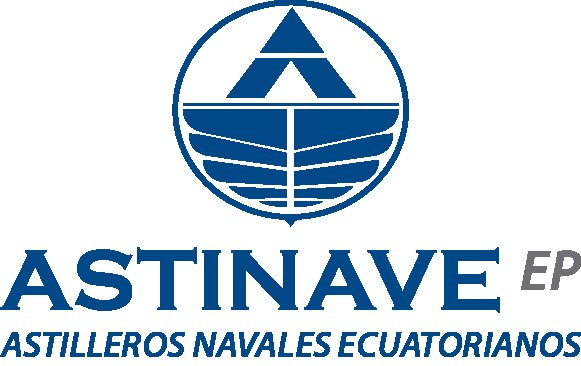 ASTINAVE EP
ASTILLEROS NAVALES ECUATORIANOS